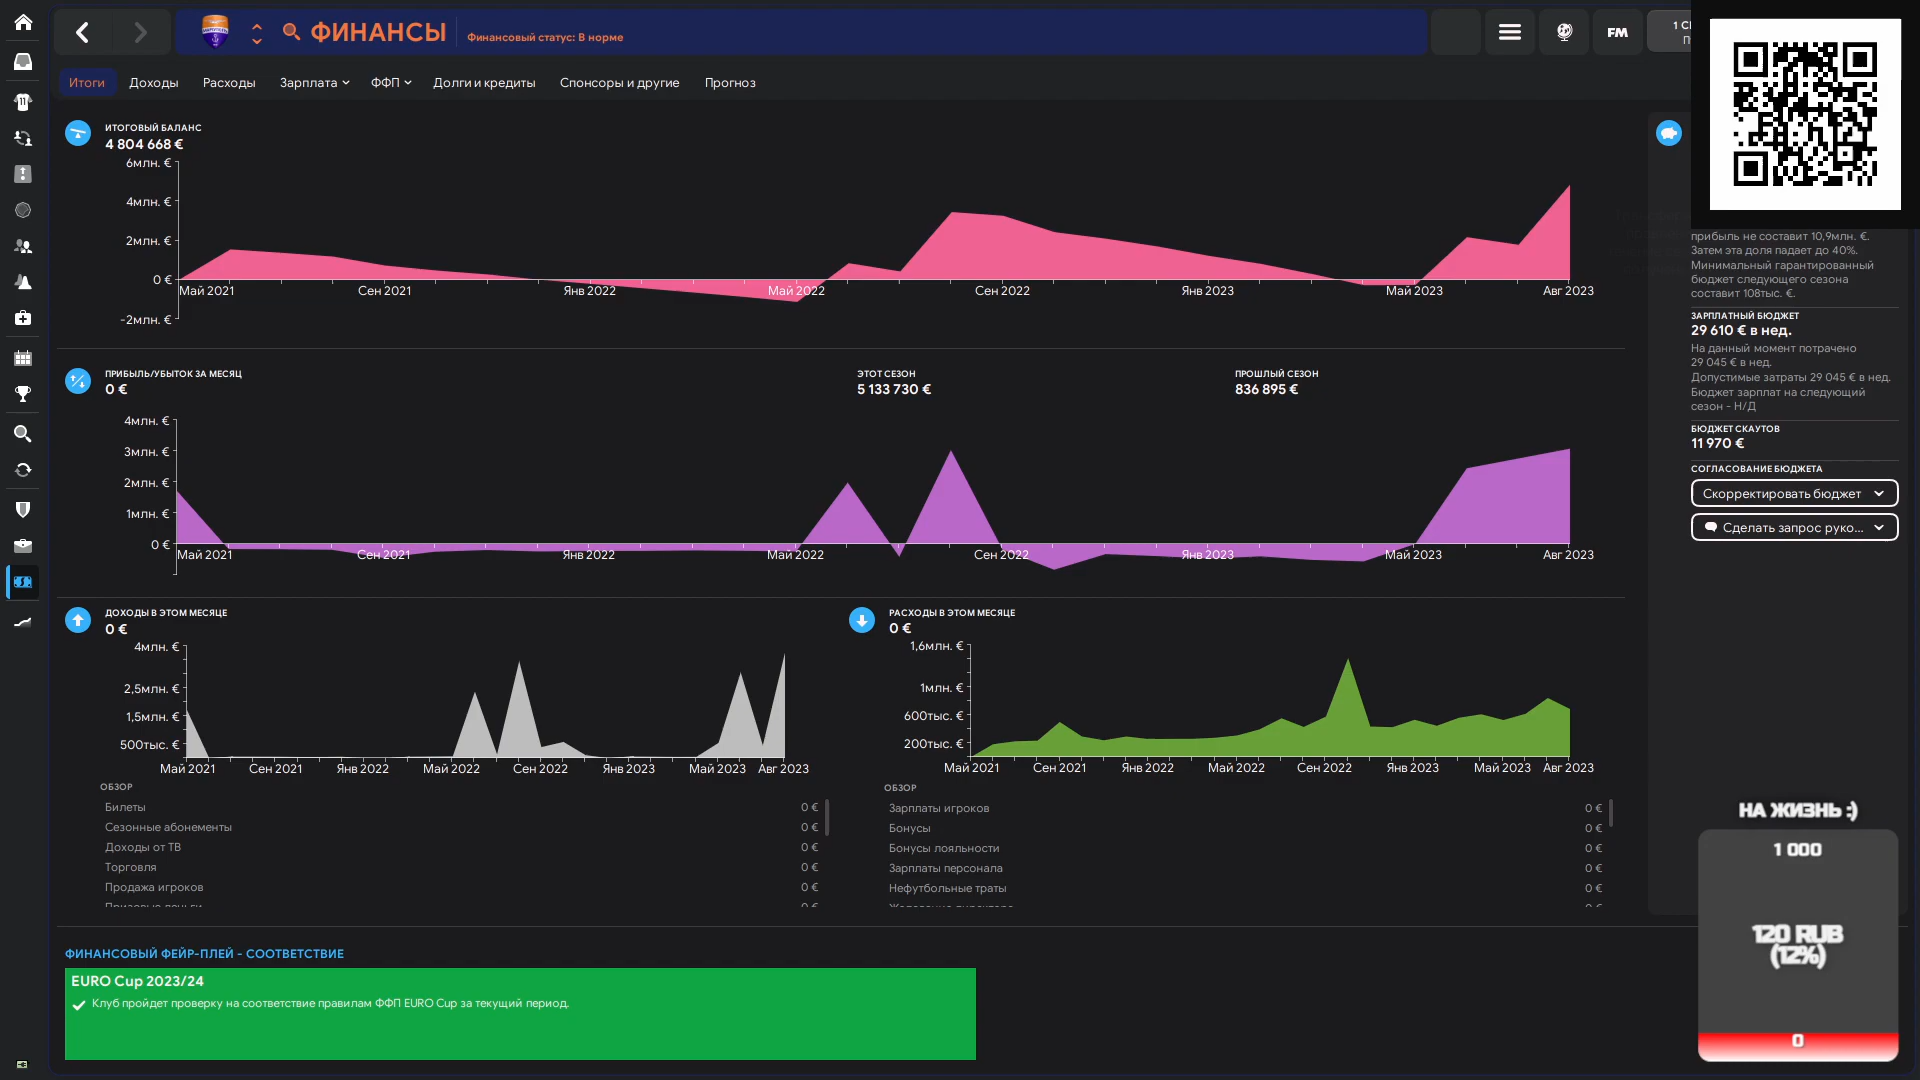 ФИНАНСЫ
Финансовый статус: В норме
FM
Итоги
Доходы
Расходы
Зарплата
ФФП
Долги и кредиты
Спонсоры и другие
Прогноз
ИТОГОВЫЙ БАЛАНС
4 804 668 €
6млн. €
4млн. €
2млн. €
0 €
-2млн. €
Май 2021
Сен 2021
Янв 2022
Май 2022
Сен 2022
Янв 2023
Май 2023
Авг 2023
ПРИБЫЛЬ/УБЫТОК ЗА МЕСЯЦ
0 €
ЭТОТ СЕЗОН
5 133 730 €
ПРОШЛЫЙ СЕЗОН
836 895 €
4млн. €
3млн. €
2млн. €
1млн. €
0 €
Май 2021
Сен 2021
Янв 2022
Май 2022
Сен 2022
Янв 2023
Май 2023
Авг 2023
ДОХОДЫ В ЭТОМ МЕСЯЦЕ
0 €
4млн. €
2,5млн. €
1,5млн. €
500тыс. €
Май 2021
Сен 2021
Янв 2022
Май 2022
Сен 2022
Янв 2023
Май 2023
Авг 2023
ОБЗОР
Билеты 0 €
Сезонные абонементы 0 €
Доходы от ТВ 0 €
Торговля 0 €
Продажа игроков 0 €
РАСХОДЫ В ЭТОМ МЕСЯЦЕ
0 €
1,6млн. €
1млн. €
600тыс. €
200тыс. €
Май 2021
Сен 2021
Янв 2022
Май 2022
Сен 2022
Янв 2023
Май 2023
Авг 2023
ОБЗОР
Зарплаты игроков 0 €
Бонусы 0 €
Бонусы лояльности 0 €
Зарплаты персонала 0 €
Нефутбольные траты 0 €
ФИНАНСОВЫЙ ФЕЙР-ПЛЕЙ - СООТВЕТСТВИЕ
EURO Cup 2023/24
Клуб пройдет проверку на соответствие правилам ФФП EURO Cup за текущий период.
прибыль не составит 10,9млн. €.
Затем эта доля падает до 40%.
Минимальный гарантированный
бюджет следующего сезона
составит 108тыс. €.
ЗАРПЛАТНЫЙ БЮДЖЕТ
29 610 € в нед.
На данный момент потрачено
29 045 € в нед.
Допустимые затраты 29 045 € в нед.
Бюджет зарплат на следующий
сезон - Н/Д
БЮДЖЕТ СКАУТОВ
11 970 €
СОГЛАСОВАНИЕ БЮДЖЕТА
Скорректировать бюджет
Сделать запрос руко...
НА ЖИЗНЬ :)
1 000
120 RUB
(12%)
0